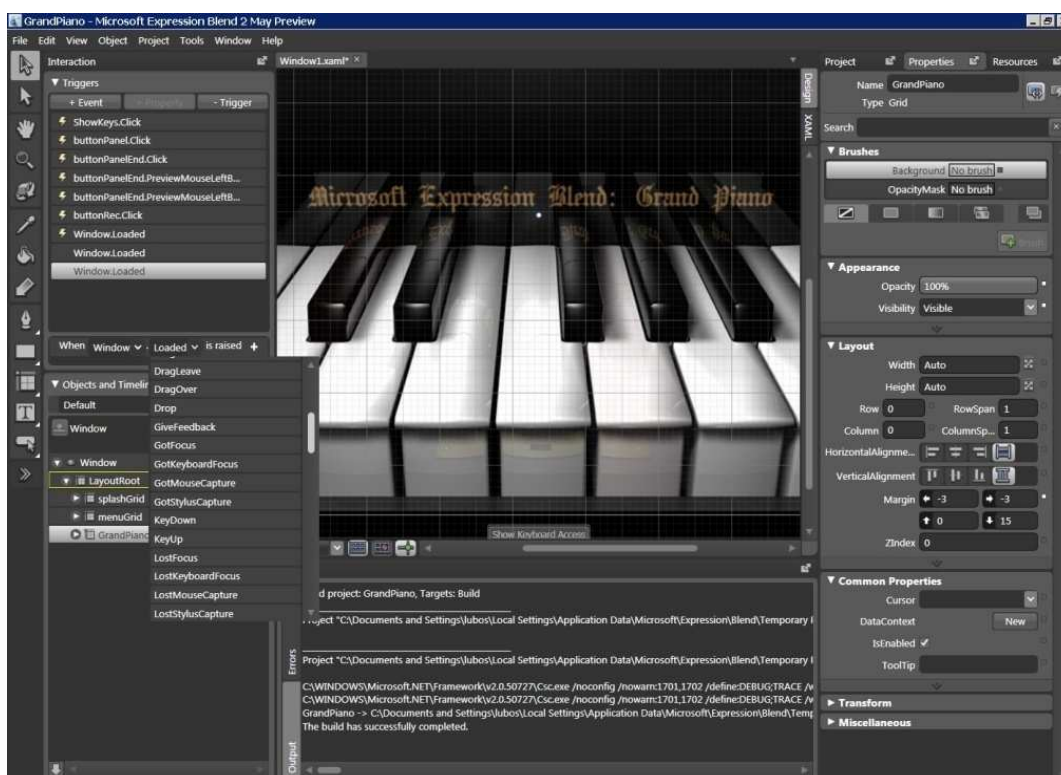 GrandPiano - Microsoft Expression Blend 2 May Preview
File Edit View Object Project Tools Window Help
Interaction
Triggers
+ Event + Property - Trigger
ShowKeys.Click
buttonPanel.Click
buttonPanelEnd.Click
buttonPanelEnd.PreviewMouseLeftB...
buttonPanelEnd.PreviewMouseLeftB...
buttonRec.Click
Window.Loaded
Window.Loaded
Window.Loaded
When Window . Loaded is raised +
DragLeave
DragOver
Drop
GiveFeedback
GotFocus
GotKeyboardFocus
GotMouseCapture
GotStylusCapture
KeyDown
KeyUp
LostFocus
LostKeyboardFocus
LostMouseCapture
LostStylusCapture
Objects and Timelin
Default
Window
Window
LayoutRoot
splashGrid
menuGrid
GrandPiano
Window1.xaml*
Design
XAML
Microsoft Expression Blend: Grand Piano
Show Keyboard Access
Errors
Output
d project: GrandPiano, Targets: Build
Project "C:\Documents and Settings\lubos\Local Settings\Application Data\Microsoft\Expression\Blend\Temporary
Project "C:\Documents and Settings\lubos\Local Settings\Application Data\Microsoft\Expression\Blend\Temporary
C:\WINDOWS\Microsoft.NET\Framework\v2.0.50727\Csc.exe /noconfig /nowarn:1701,1702 /define:DEBUG;TRACE
C:\WINDOWS\Microsoft.NET\Framework\v2.0.50727\Csc.exe /noconfig /nowarn:1701,1702 /define:DEBUG;TRACE
GrandPiano -> C:\Documents and Settings\lubos\Local Settings\Application Data\Microsoft\Expression\Blend\Temp
The build has successfully completed.
Project Properties Resources
Name GrandPiano
Type Grid
Search
Brushes
Background No brush
OpacityMask No brush
Brush
Appearance
Opacity 100%
Visibility Visible
Layout
Width Auto
Height Auto
Row 0 RowSpan 1
Column 0 ColumnSp... 1
HorizontalAlignme...
VerticalAlignment
Margin -3 -3
0 15
ZIndex 0
Common Properties
Cursor
DataContext New
IsEnabled
ToolTip
Transform
Miscellaneous